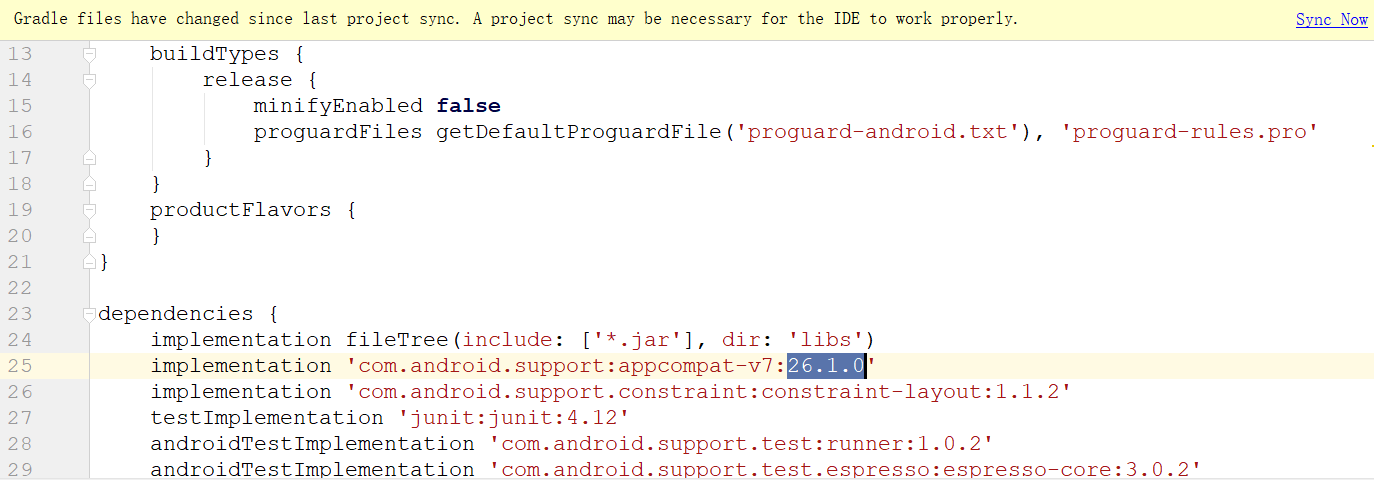 Gradle files have changed since last project sync. A project sync may be necessary for the IDE to work properly. Sync Now
13 buildTypes {
14 release {
15 minifyEnabled false
16 proguardFiles getDefaultProguardFile('proguard-android.txt'), 'proguard-rules.pro'
17 }
18 }
19 productFlavors {
20 }
21 }
22
23 dependencies {
24 implementation fileTree(include: ['*.jar'], dir: 'libs')
25 implementation 'com.android.support:appcompat-v7:26.1.0'
26 implementation 'com.android.support.constraint:constraint-layout:1.1.2'
27 testImplementation 'junit:junit:4.12'
28 androidTestImplementation 'com.android.support.test:runner:1.0.2'
29 androidTestImplementation 'com.android.support.test.espresso:espresso-core:3.0.2'